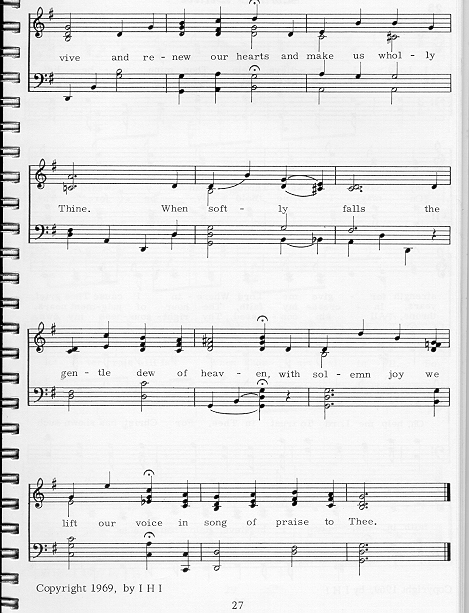 vive and re - new our hearts and make us whol - ly
Thine. When soft - ly falls the
gen - tle dew of heav - en, with sol - emn joy we
lift our voice in song of praise to Thee.
Copyright 1969, by I H I
27